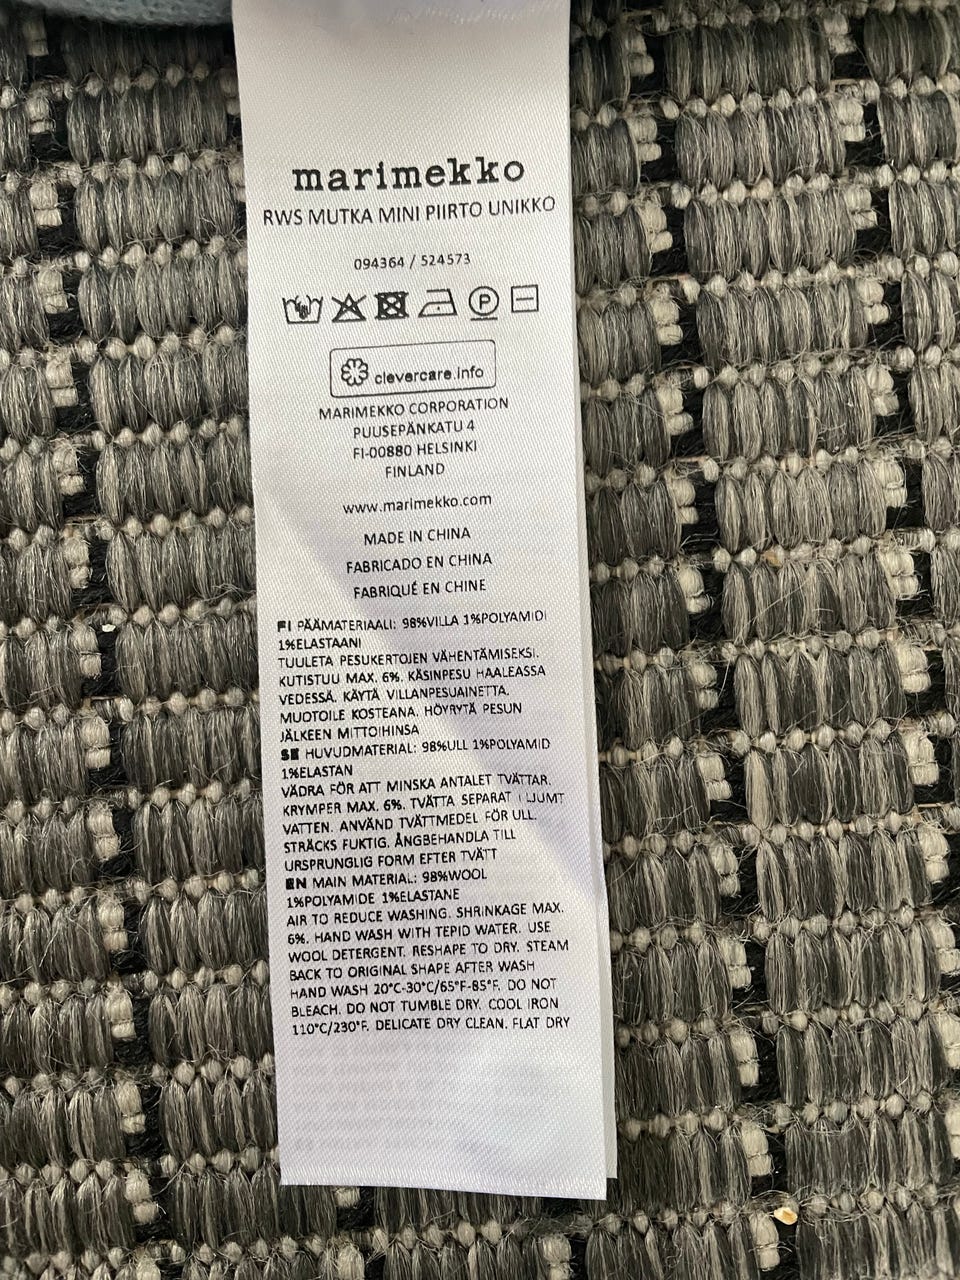 marimekko
RWS MUTKA MINI PIIRTO UNIKKO
094364 / 524573
P
clevercare.info
MARIMEKKO CORPORATION
PUUSEPÄNKATU 4
FI-00880 HELSINKI
FINLAND
www.marimekko.com
MADE IN CHINA
FABRICADO EN CHINA
FABRIQUÉ EN CHINE
FI PÄÄMATERIAALI: 98%VILLA 1%POLYAMIDI
1%ELASTAANI
TUULETA PESUKERTOJEN VÄHENTÄMISEKSI.
KUTISTUU MAX. 6%. KÄSINPESU HAALEASSA
VEDESSÄ. KÄYTÄ VILLANPESUAINETTA.
MUOTOILE KOSTEANA. HÖYRYTÄ PESUN
JÄLKEEN MITTOIHINSA
SE HUVUDMATERIAL: 98%ULL 1%POLYAMID
1%ELASTAN
VÄDRA FÖR ATT MINSKA ANTALET TVÄTTAR.
KRYMPER MAX. 6%. TVÄTTA SEPARAT I LJUMT
VATTEN. ANVÄND TVÄTTMEDEL FÖR ULL.
STRÄCKS FUKTIG. ÅNGBEHANDLA TILL
URSPRUNGLIG FORM EFTER TVÄTT
EN MAIN MATERIAL: 98%WOOL
1%POLYAMIDE 1%ELASTANE
AIR TO REDUCE WASHING. SHRINKAGE MAX.
6%. HAND WASH WITH TEPID WATER. USE
WOOL DETERGENT. RESHAPE TO DRY. STEAM
BACK TO ORIGINAL SHAPE AFTER WASH
HAND WASH 20°C-30°C/65°F-85°F. DO NOT
BLEACH. DO NOT TUMBLE DRY. COOL IRON
110°C/230°F. DELICATE DRY CLEAN. FLAT DRY